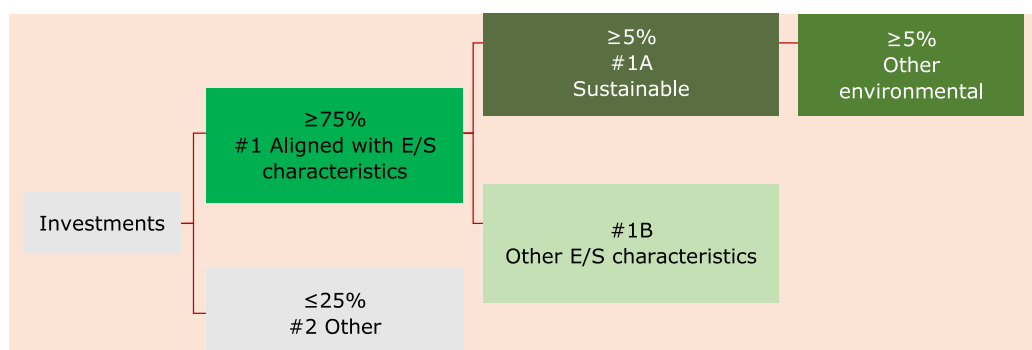 Investments
≥75%
#1 Aligned with E/S
characteristics
≤25%
#2 Other
≥5%
#1A
Sustainable
#1B
Other E/S characteristics
≥5%
Other
environmental